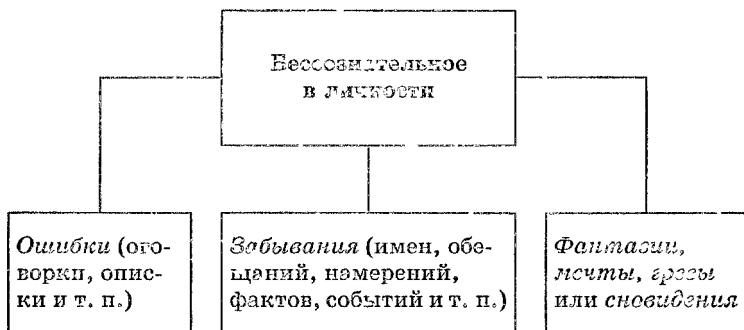 Бессознательное
в личности
Ошибки (ого-
ворки, опис-
ки и т. п.)
Забывания (имен, обе-
щаний, намерений,
фактов, событий и т. п.)
Фантазии,
мечты, грезы
или сновидения